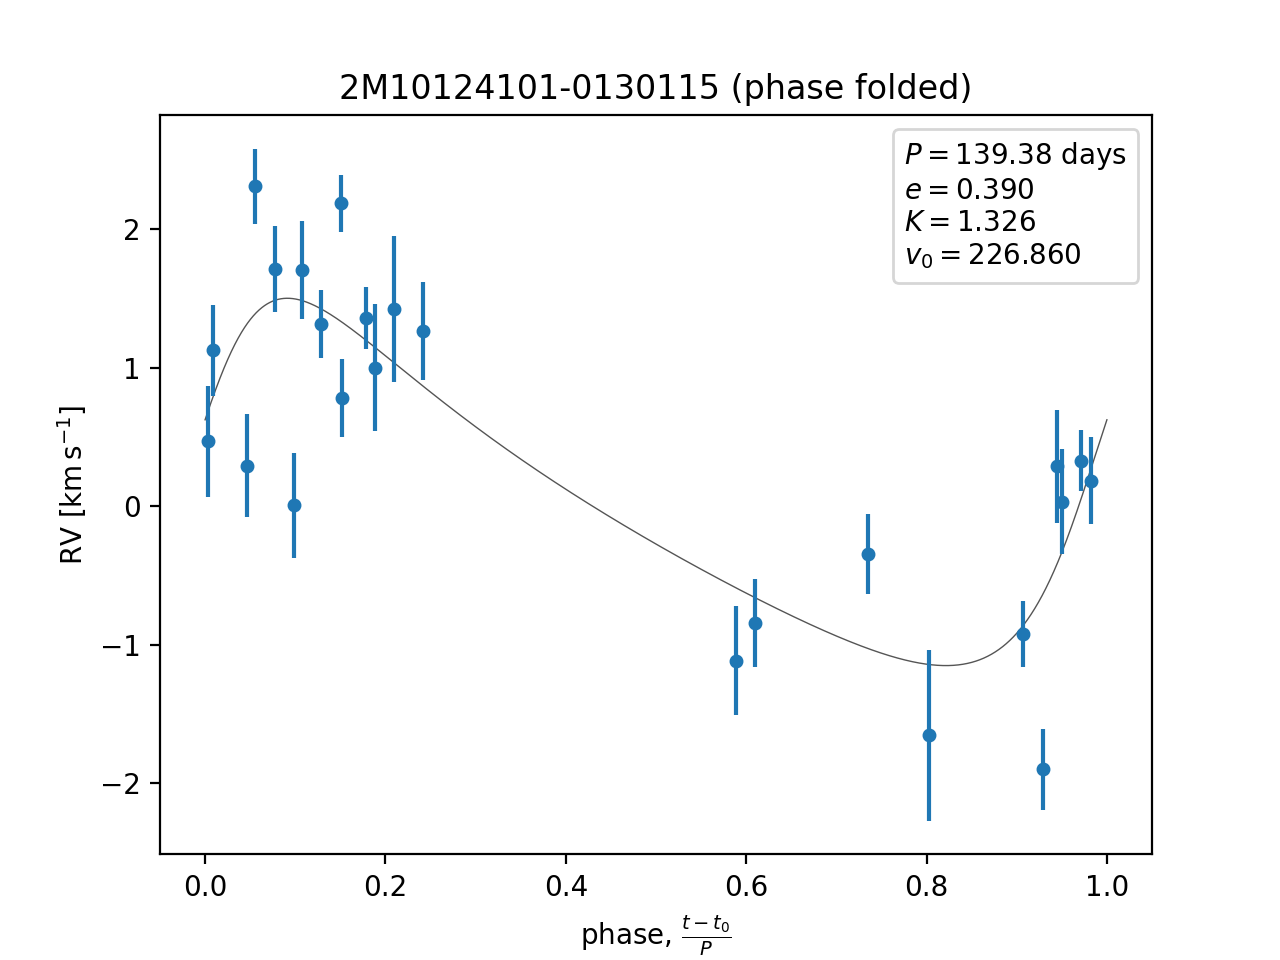 2M10124101-0130115 (phase folded)
P = 139.38 days
e = 0.390
K = 1.326
v₀ = 226.860
RV [km s⁻¹]
2
1
0
−1
−2
0.0 0.2 0.4 0.6 0.8 1.0
phase, (t − t₀)/P